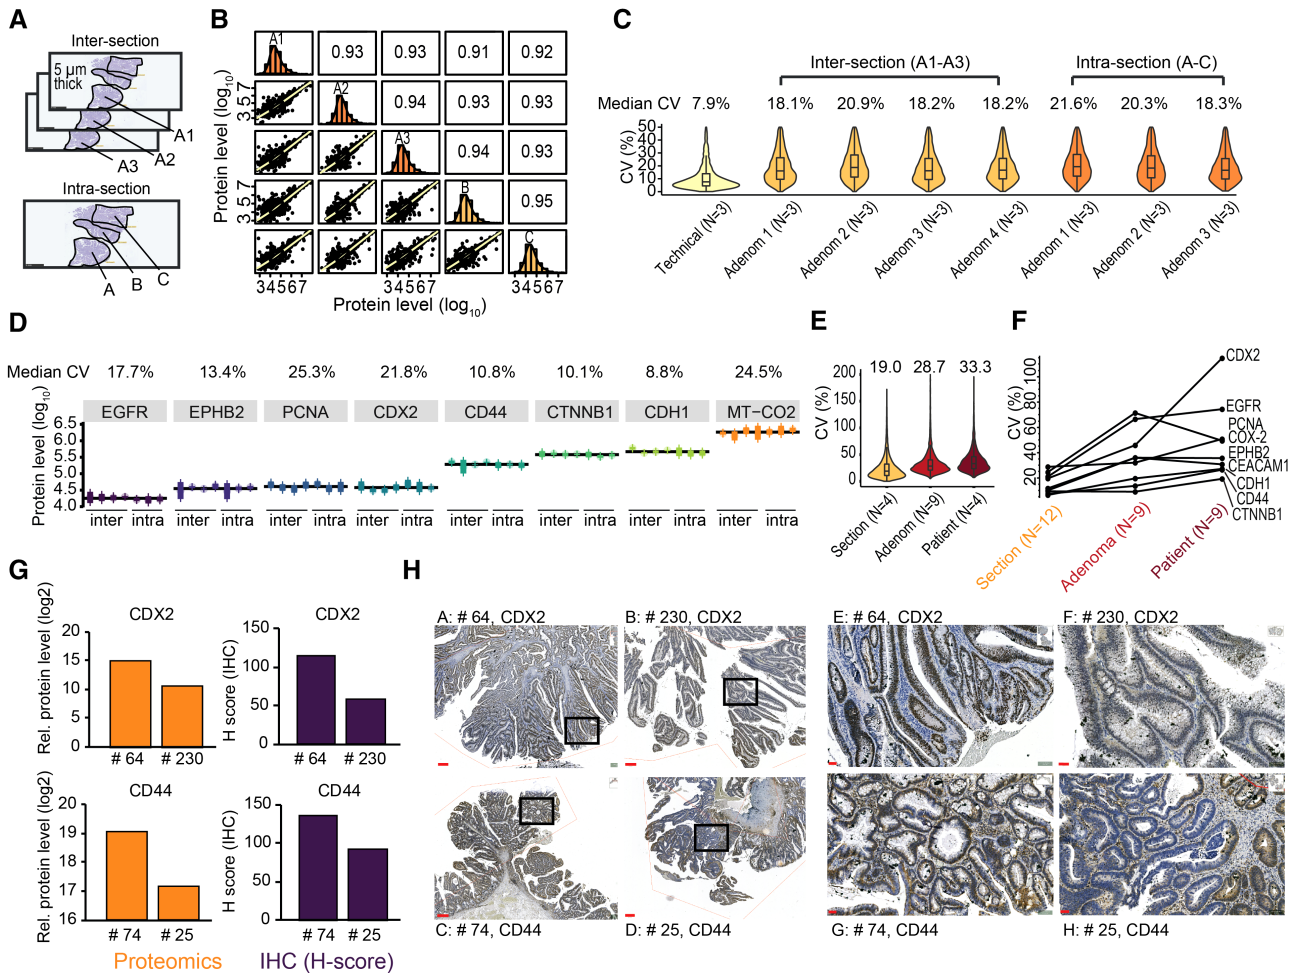 A
Inter-section
5 µm
thick
A1
A2
A3
Intra-section
A
B
C
B
A1
0.93
0.93
0.91
0.92
A2
0.94
0.93
0.93
A3
0.94
0.93
B
0.95
C
Protein level (log10)
3 5 7
3 5 7
34567
34567
34567
Protein level (log10)
C
Inter-section (A1-A3)
Intra-section (A-C)
Median CV 7.9% 18.1% 20.9% 18.2% 18.2% 21.6% 20.3% 18.3%
CV (%)
50
40
30
20
10
0
Technical (N=3)
Adenom 1 (N=3)
Adenom 2 (N=3)
Adenom 3 (N=3)
Adenom 4 (N=3)
Adenom 1 (N=3)
Adenom 2 (N=3)
Adenom 3 (N=3)
D
Median CV 17.7% 13.4% 25.3% 21.8% 10.8% 10.1% 8.8% 24.5%
EGFR EPHB2 PCNA CDX2 CD44 CTNNB1 CDH1 MT−CO2
Protein level (log10)
6.5
6.0
5.5
5.0
4.5
4.0
inter intra inter intra inter intra inter intra inter intra inter intra inter intra inter intra
E
19.0 28.7 33.3
CV (%)
200
150
100
50
0
Section (N=4)
Adenom (N=9)
Patient (N=4)
F
CV (%)
100
80
60
40
20
CDX2
EGFR
PCNA
COX-2
EPHB2
CEACAM1
CDH1
CD44
CTNNB1
Section (N=12)
Adenoma (N=9)
Patient (N=9)
G
CDX2
Rel. protein level (log2)
20
15
10
5
0
# 64 # 230
CDX2
H score (IHC)
150
100
50
0
# 64 # 230
CD44
Rel. protein level (log2)
20
19
18
17
16
# 74 # 25
Proteomics
CD44
H score (IHC)
150
100
50
0
# 74 # 25
IHC (H-score)
H
A: # 64, CDX2
B: # 230, CDX2
E: # 64, CDX2
F: # 230, CDX2
C: # 74, CD44
D: # 25, CD44
G: # 74, CD44
H: # 25, CD44